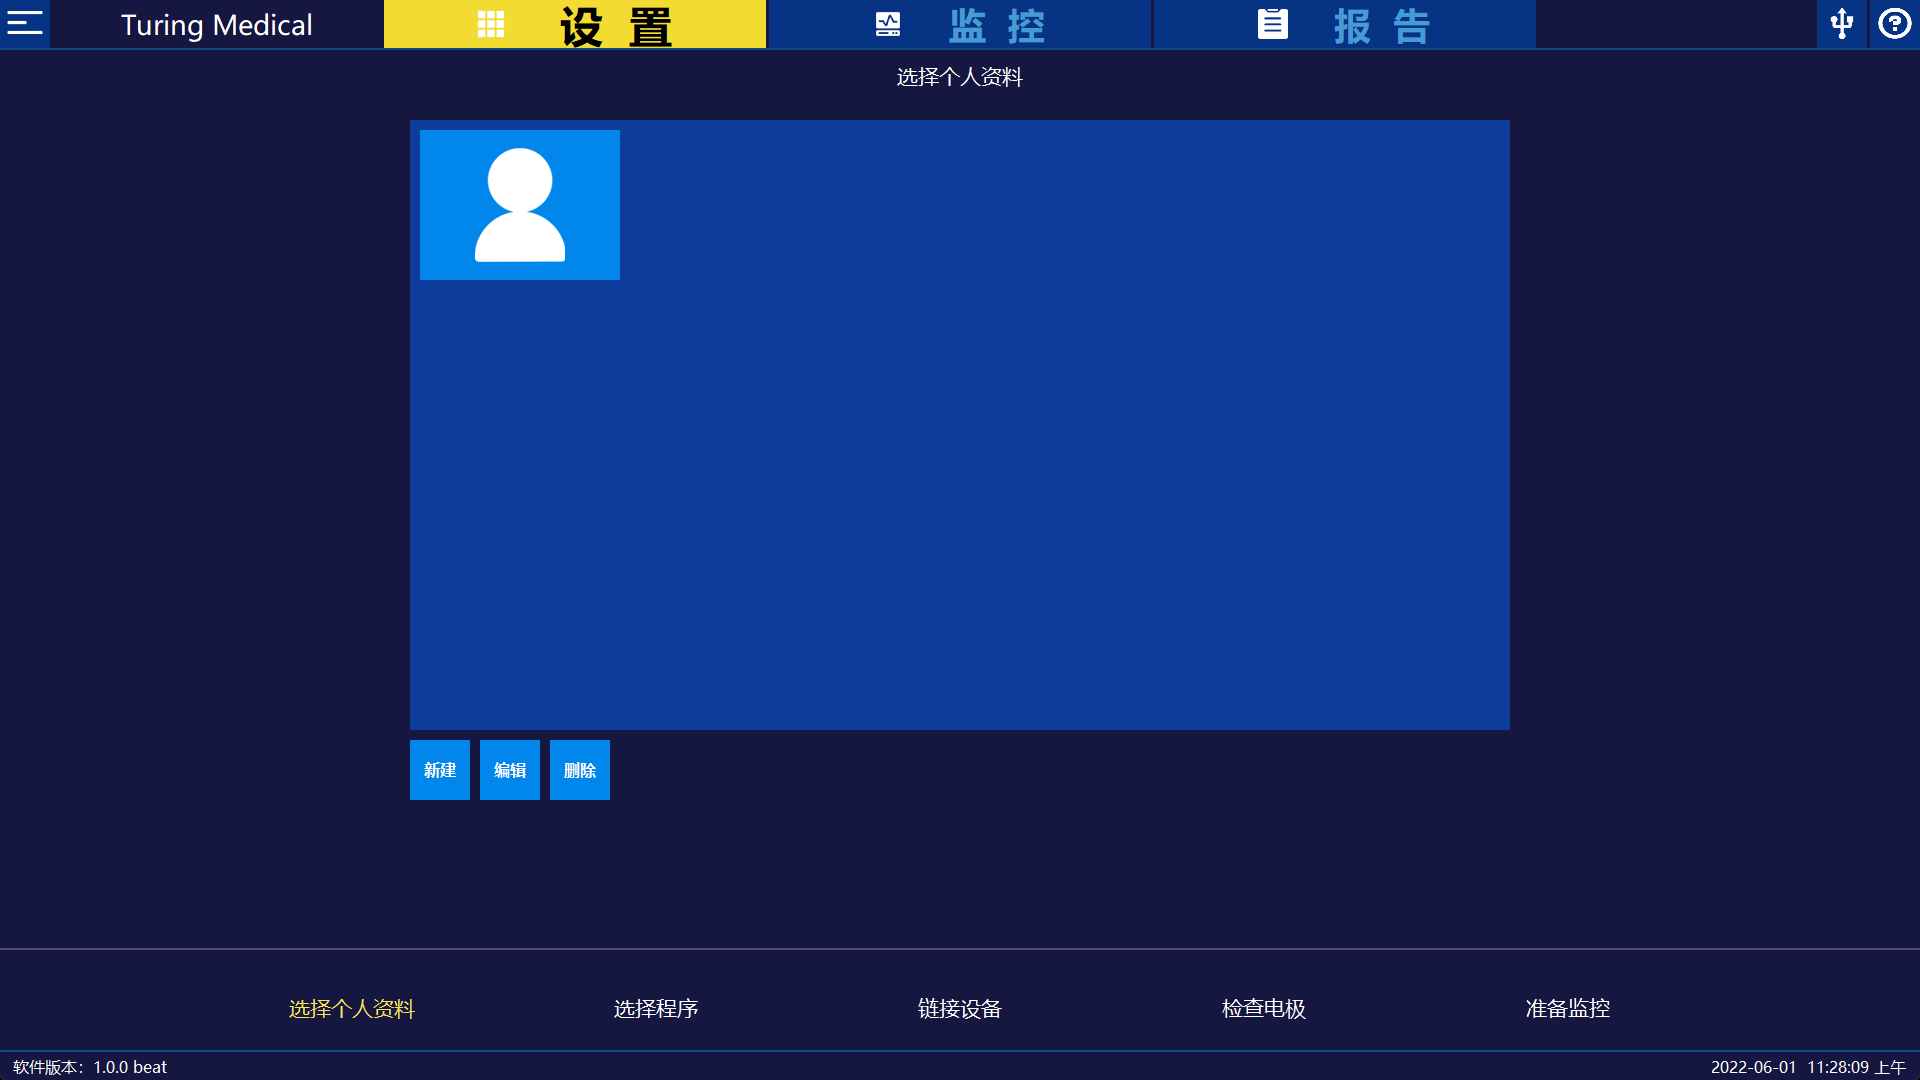 Turing Medical
设 置
监 控
报 告
选择个人资料
新建
编辑
删除
选择个人资料
选择程序
链接设备
检查电极
准备监控
软件版本：1.0.0 beat
2022-06-01 11:28:09 上午